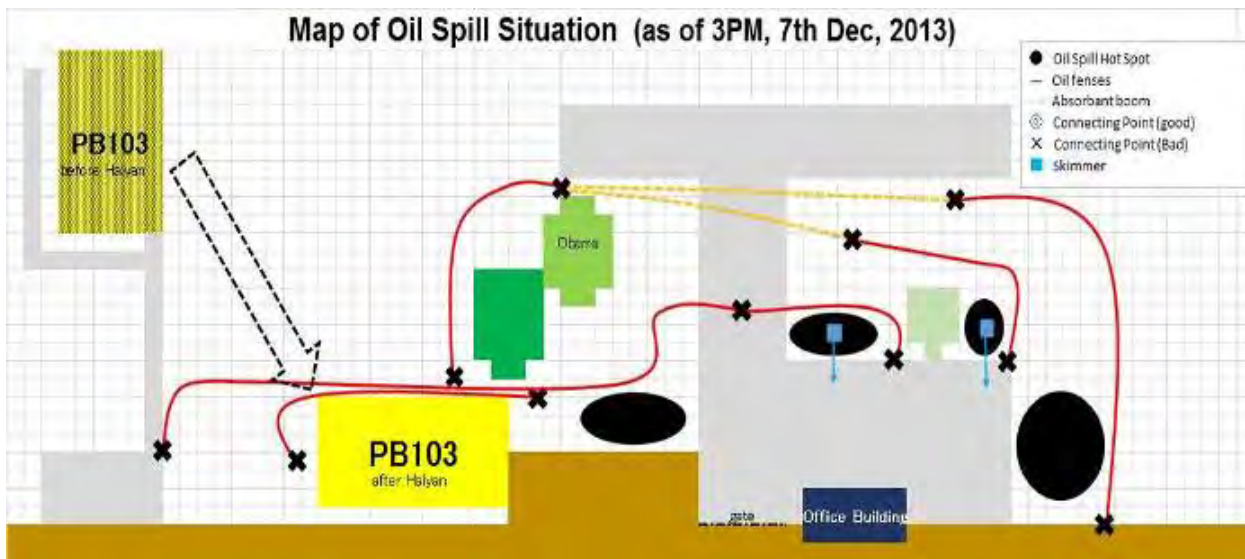 Map of Oil Spill Situation (as of 3PM, 7th Dec, 2013)
Oil Spill Hot Spot
Oil fenses
Absorbant boom
Connecting Point (good)
Connecting Point (Bad)
Skimmer
PB103
before Haiyan
Obama
PB103
after Haiyan
gate
Office Building